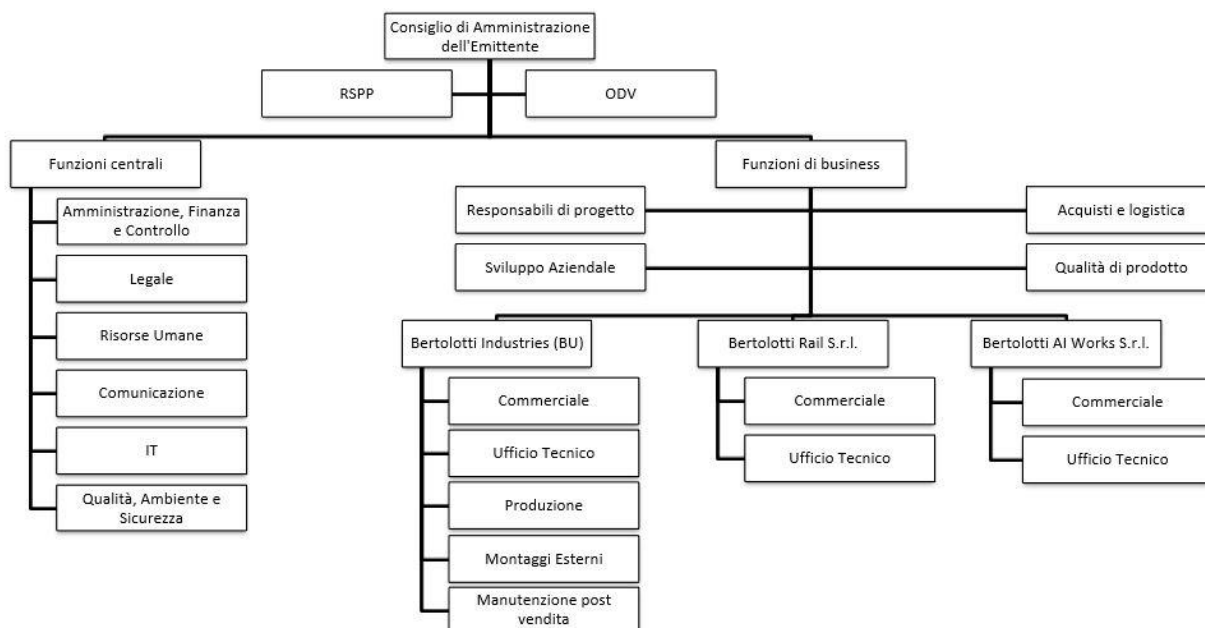 Consiglio di Amministrazione
dell'Emittente
RSPP
ODV
Funzioni centrali
Funzioni di business
Amministrazione, Finanza
e Controllo
Legale
Risorse Umane
Comunicazione
IT
Qualità, Ambiente e
Sicurezza
Responsabili di progetto
Acquisti e logistica
Sviluppo Aziendale
Qualità di prodotto
Bertolotti Industries (BU)
Commerciale
Ufficio Tecnico
Produzione
Montaggi Esterni
Manutenzione post
vendita
Bertolotti Rail S.r.l.
Commerciale
Ufficio Tecnico
Bertolotti AI Works S.r.l.
Commerciale
Ufficio Tecnico